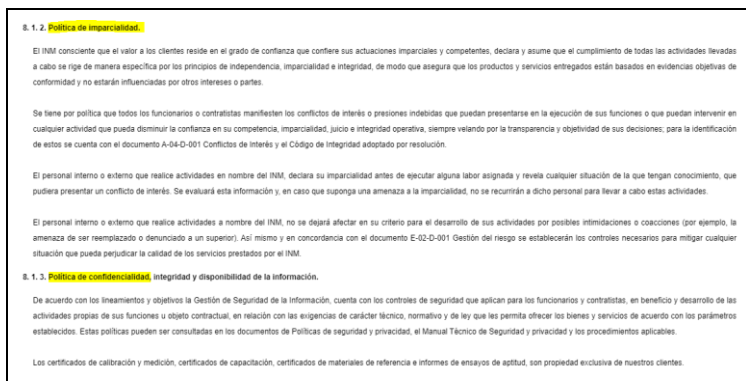 8. 1. 2. Política de imparcialidad.
El INM consciente que el valor a los clientes reside en el grado de confianza que confiere sus actuaciones imparciales y competentes, declara y asume que el cumplimiento de todas las actividades llevadas
a cabo se rige de manera específica por los principios de independencia, imparcialidad e integridad, de modo que asegura que los productos y servicios entregados están basados en evidencias objetivas de
conformidad y no estarán influenciadas por otros intereses o partes.
Se tiene por política que todos los funcionarios o contratistas manifiesten los conflictos de interés o presiones indebidas que puedan presentarse en la ejecución de sus funciones o que puedan intervenir en
cualquier actividad que pueda disminuir la confianza en su competencia, imparcialidad, juicio e integridad operativa, siempre velando por la transparencia y objetividad de sus decisiones; para la identificación
de estos se cuenta con el documento A-04-D-001 Conflictos de Interés y el Código de Integridad adoptado por resolución.
El personal interno o externo que realice actividades en nombre del INM, declara su imparcialidad antes de ejecutar alguna labor asignada y revela cualquier situación de la que tengan conocimiento, que
pudiera presentar un conflicto de interés. Se evaluará esta información y, en caso que suponga una amenaza a la imparcialidad, no se recurrirán a dicho personal para llevar a cabo estas actividades.
El personal interno o externo que realice actividades a nombre del INM, no se dejará afectar en su criterio para el desarrollo de sus actividades por posibles intimidaciones o coacciones (por ejemplo, la
amenaza de ser reemplazado o denunciado a un superior). Así mismo y en concordancia con el documento E-02-D-001 Gestión del riesgo se establecerán los controles necesarios para mitigar cualquier
situación que pueda perjudicar la calidad de los servicios prestados por el INM.
8. 1. 3. Política de confidencialidad, integridad y disponibilidad de la información.
De acuerdo con los lineamientos y objetivos la Gestión de Seguridad de la Información, cuenta con los controles de seguridad que aplican para los funcionarios y contratistas, en beneficio y desarrollo de las
actividades propias de sus funciones u objeto contractual, en relación con las exigencias de carácter técnico, normativo y de ley que les permita ofrecer los bienes y servicios de acuerdo con los parámetros
establecidos. Estas políticas pueden ser consultadas en los documentos de Políticas de seguridad y privacidad, el Manual Técnico de Seguridad y privacidad y los procedimientos aplicables.
Los certificados de calibración y medición, certificados de capacitación, certificados de materiales de referencia e informes de ensayos de aptitud, son propiedad exclusiva de nuestros clientes.